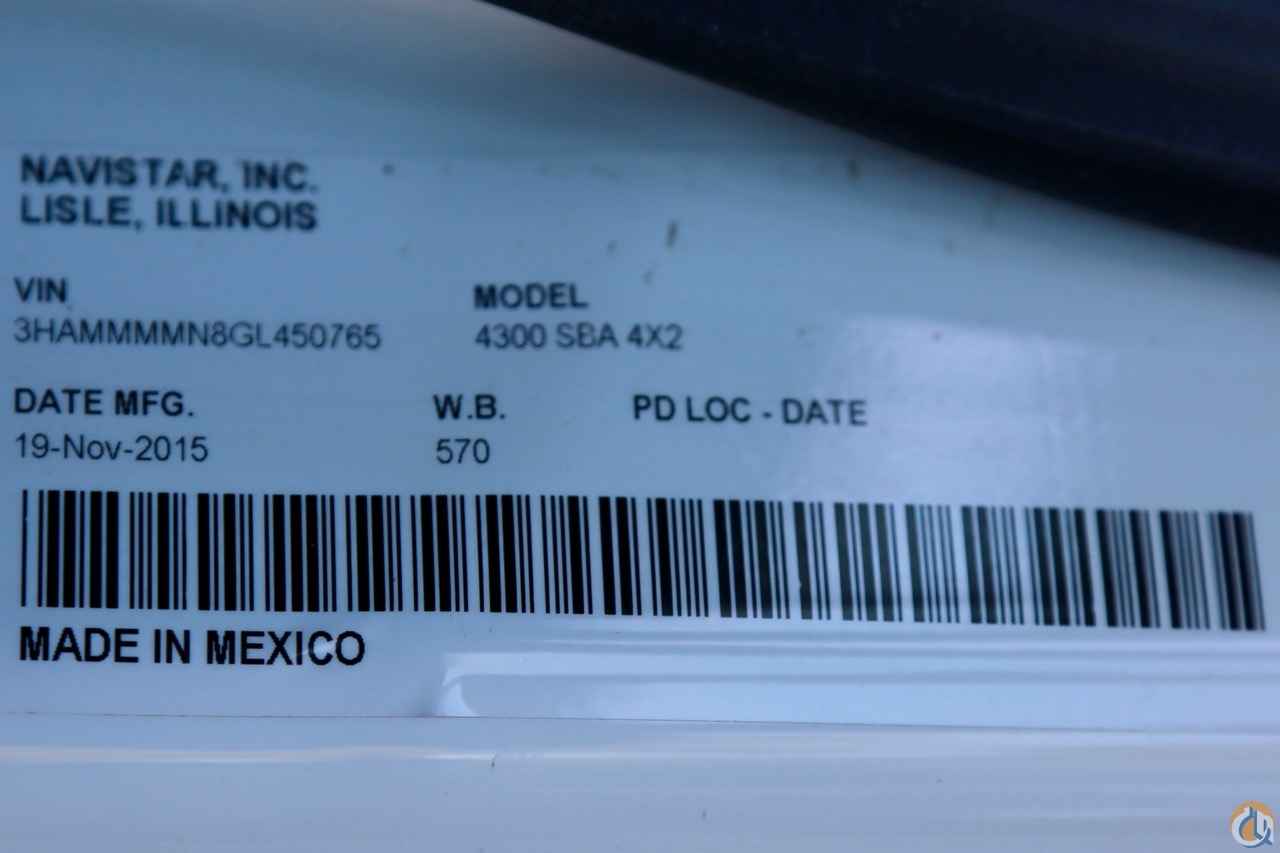 NAVISTAR, INC.
LISLE, ILLINOIS
VIN
MODEL
3HAMMMMN8GL450765
4300 SBA 4X2
DATE MFG.
W.B.
PD LOC - DATE
19-Nov-2015
570
MADE IN MEXICO